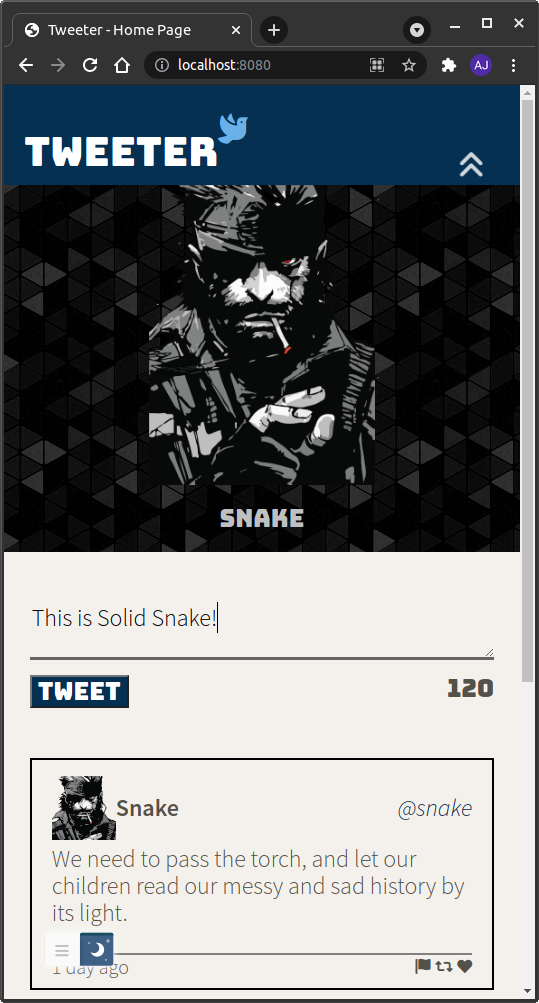 Tweeter - Home Page
localhost:8080
AJ
TWEETER
SNAKE
This is Solid Snake!
TWEET
120
Snake
@snake
We need to pass the torch, and let our
children read our messy and sad history by
its light.
1 day ago